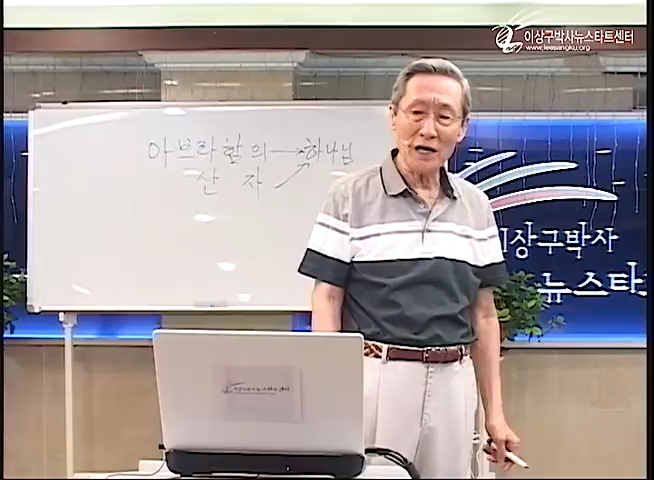 이상구박사뉴스타트센터
www.leesangku.org
아브라함의 → 하나님
산 자
이상구박사
뉴스타트